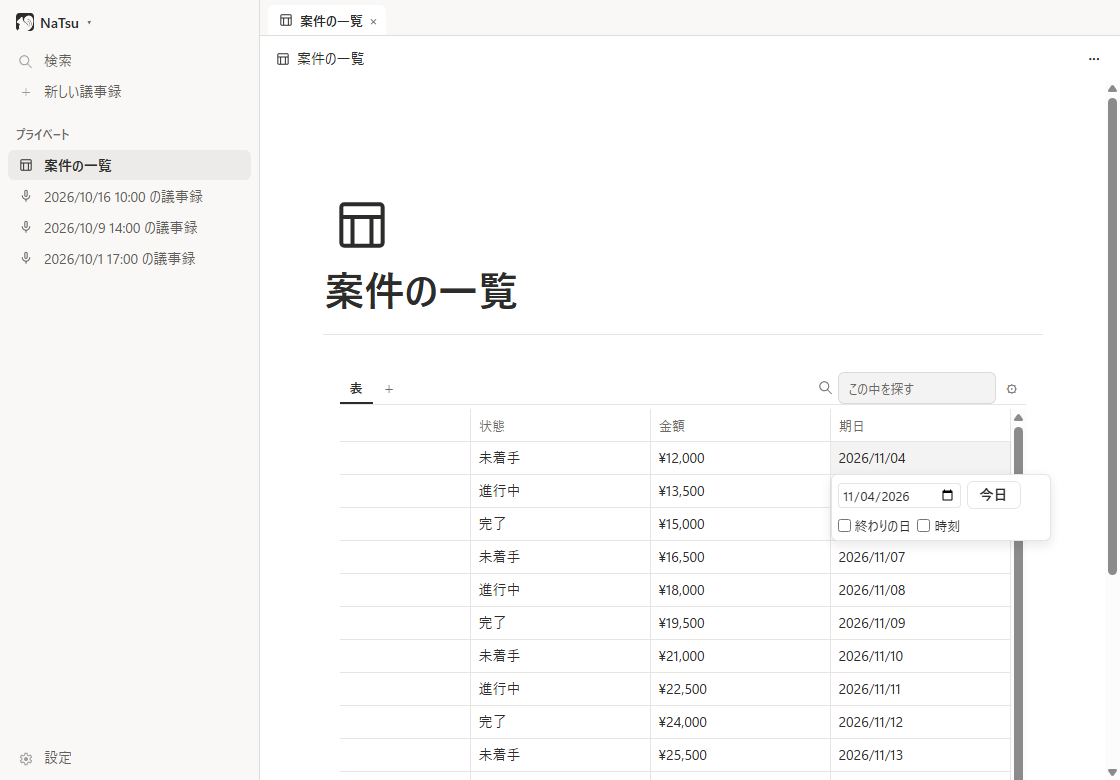 NaTsu
検索
新しい議事録
プライベート
案件の一覧
2026/10/16 10:00 の議事録
2026/10/9 14:00 の議事録
2026/10/1 17:00 の議事録
設定
案件の一覧 ×
案件の一覧
案件の一覧
表 +
この中を探す
状態 金額 期日
未着手 ¥12,000 2026/11/04
進行中 ¥13,500
11/04/2026 今日
完了 ¥15,000
終わりの日 時刻
未着手 ¥16,500 2026/11/07
進行中 ¥18,000 2026/11/08
完了 ¥19,500 2026/11/09
未着手 ¥21,000 2026/11/10
進行中 ¥22,500 2026/11/11
完了 ¥24,000 2026/11/12
未着手 ¥25,500 2026/11/13